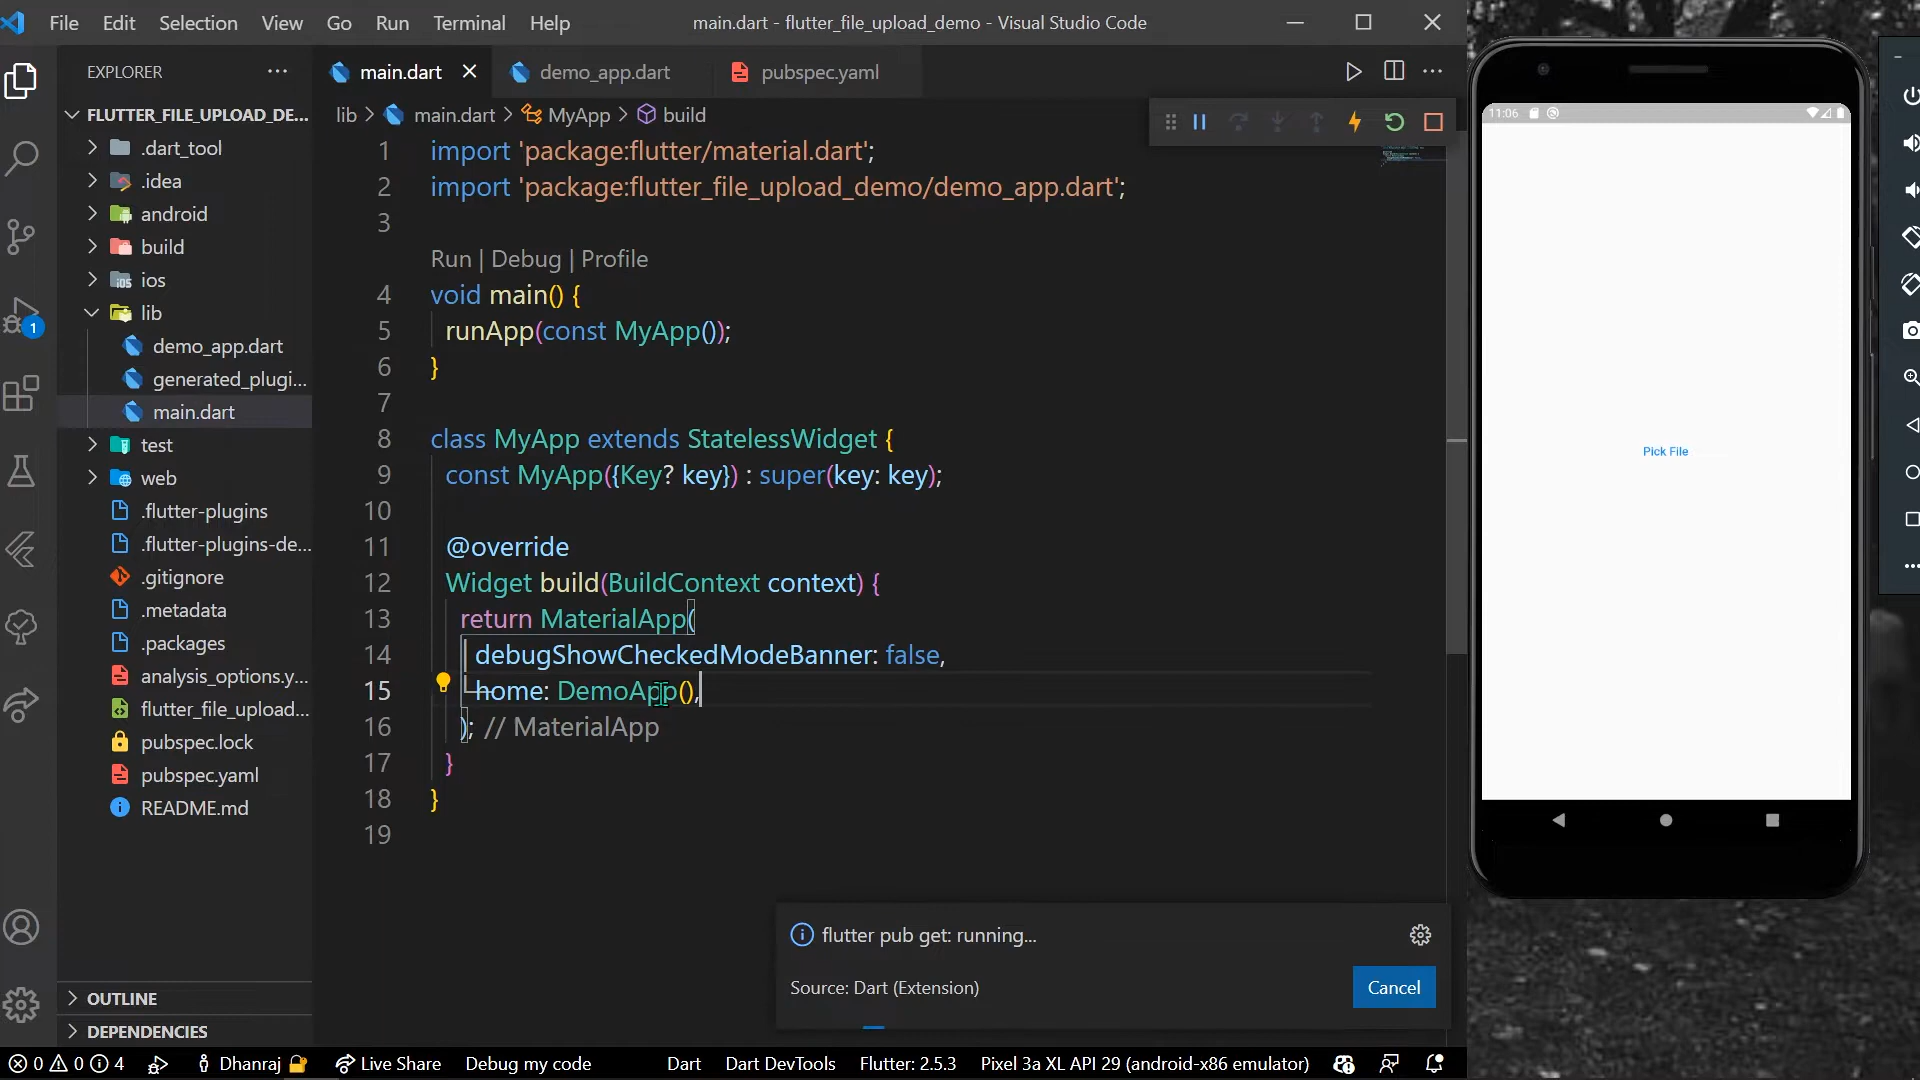 File Edit Selection View Go Run Terminal Help
main.dart - flutter_file_upload_demo - Visual Studio Code
EXPLORER
FLUTTER_FILE_UPLOAD_DE...
.dart_tool
.idea
android
build
ios
lib
demo_app.dart
generated_plugi...
main.dart
test
web
.flutter-plugins
.flutter-plugins-de...
.gitignore
.metadata
.packages
analysis_options.y...
flutter_file_upload...
pubspec.lock
pubspec.yaml
README.md
OUTLINE
DEPENDENCIES
1
main.dart demo_app.dart pubspec.yaml
lib > main.dart > MyApp > build
1 import 'package:flutter/material.dart';
2 import 'package:flutter_file_upload_demo/demo_app.dart';
3
Run | Debug | Profile
4 void main() {
5 runApp(const MyApp());
6 }
7
8 class MyApp extends StatelessWidget {
9 const MyApp({Key? key}) : super(key: key);
10
11 @override
12 Widget build(BuildContext context) {
13 return MaterialApp(
14 debugShowCheckedModeBanner: false,
15 home: DemoApp(),
16 ); // MaterialApp
17 }
18 }
19
flutter pub get: running...
Source: Dart (Extension)
Cancel
11:06
Pick File
0 0 4 Dhanraj Live Share Debug my code Dart Dart DevTools Flutter: 2.5.3 Pixel 3a XL API 29 (android-x86 emulator)